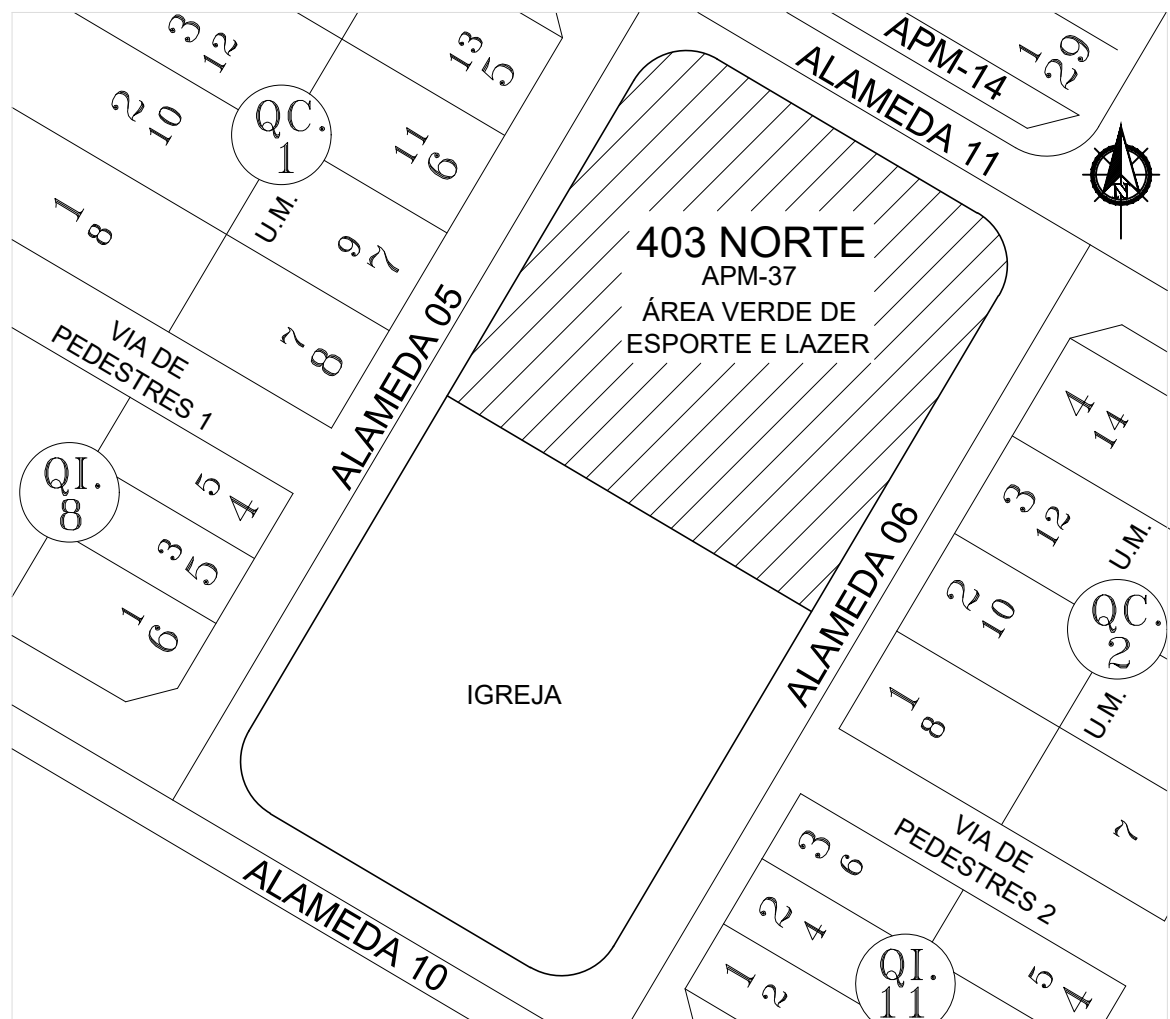 3
12
13
5
APM-14
1
29
2
10
QC.
1
11
6
ALAMEDA 11
N
1
8
U.M.
9
7
403 NORTE
APM-37
ÁREA VERDE DE
ESPORTE E LAZER
VIA DE
PEDESTRES 1
7
8
ALAMEDA 05
4
14
QI.
8
5
4
3
12
U.M.
3
5
ALAMEDA 06
2
10
QC.
2
1
6
IGREJA
1
8
U.M.
7
VIA DE
PEDESTRES 2
3
6
2
4
ALAMEDA 10
1
2
QI.
11
5
4